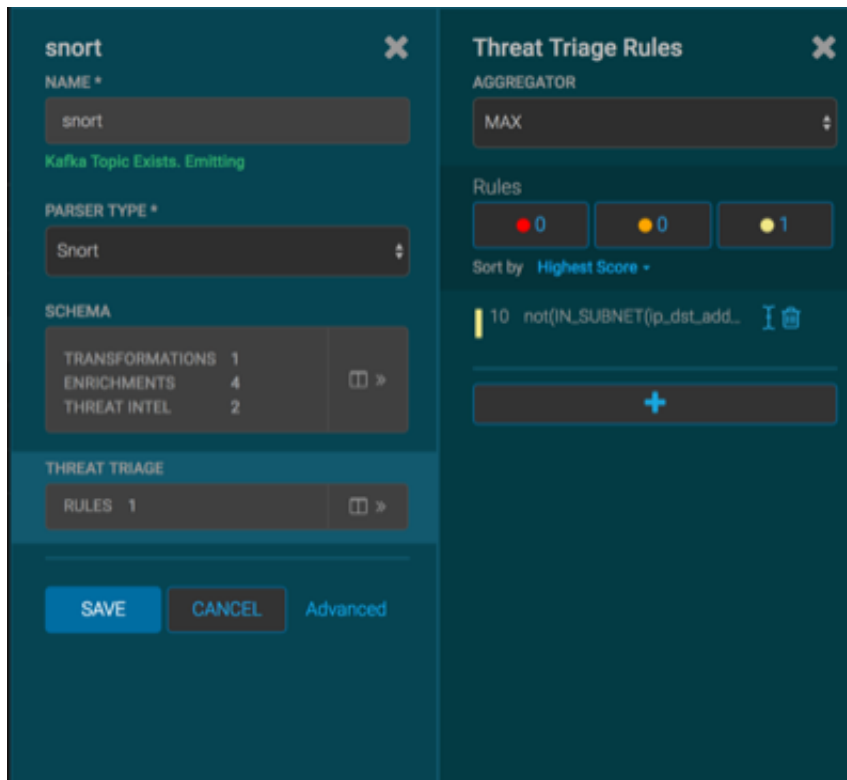 snort
NAME *
snort
Kafka Topic Exists. Emitting
PARSER TYPE *
Snort
SCHEMA
TRANSFORMATIONS 1
ENRICHMENTS 4
THREAT INTEL 2
THREAT TRIAGE
RULES 1
SAVE CANCEL Advanced
Threat Triage Rules
AGGREGATOR
MAX
Rules
0 0 1
Sort by Highest Score
10 not(IN_SUBNET(ip_dst_add...